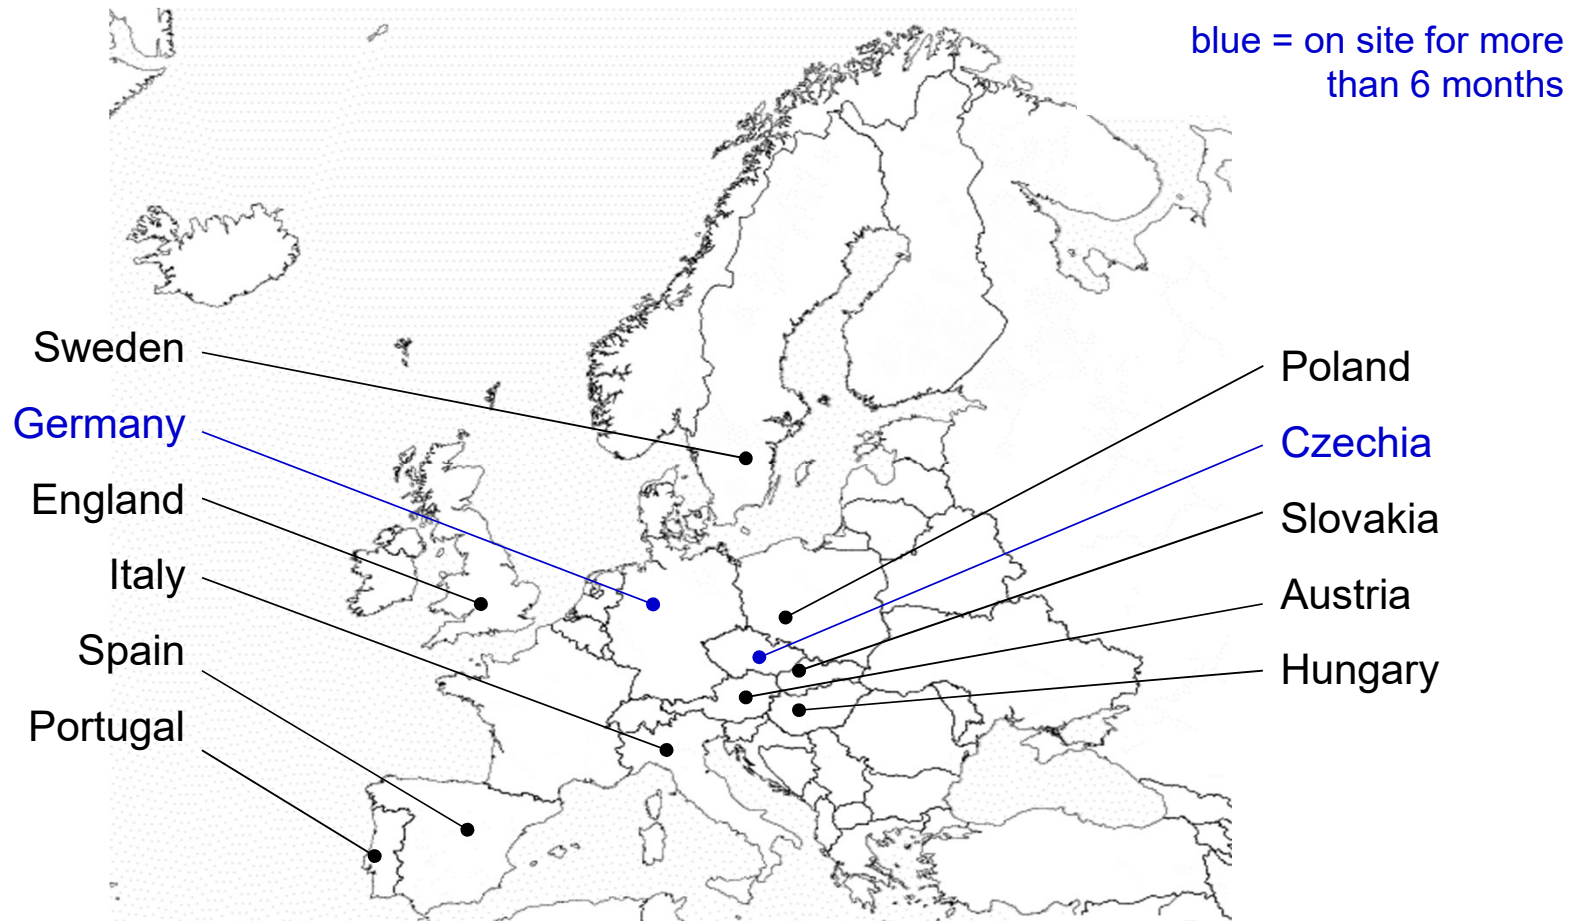 blue = on site for more
than 6 months
Sweden
Germany
England
Italy
Spain
Portugal
Poland
Czechia
Slovakia
Austria
Hungary